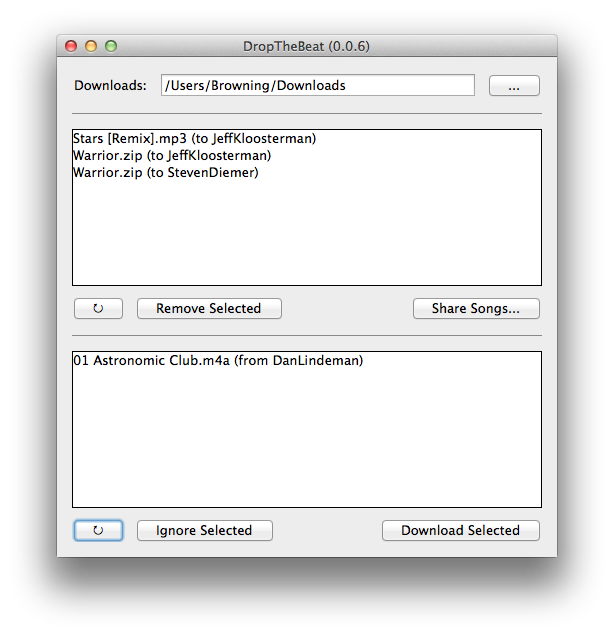 DropTheBeat (0.0.6)
Downloads: /Users/Browning/Downloads ...
Stars [Remix].mp3 (to JeffKloosterman)
Warrior.zip (to JeffKloosterman)
Warrior.zip (to StevenDiemer)
↻ Remove Selected Share Songs...
01 Astronomic Club.m4a (from DanLindeman)
↻ Ignore Selected Download Selected